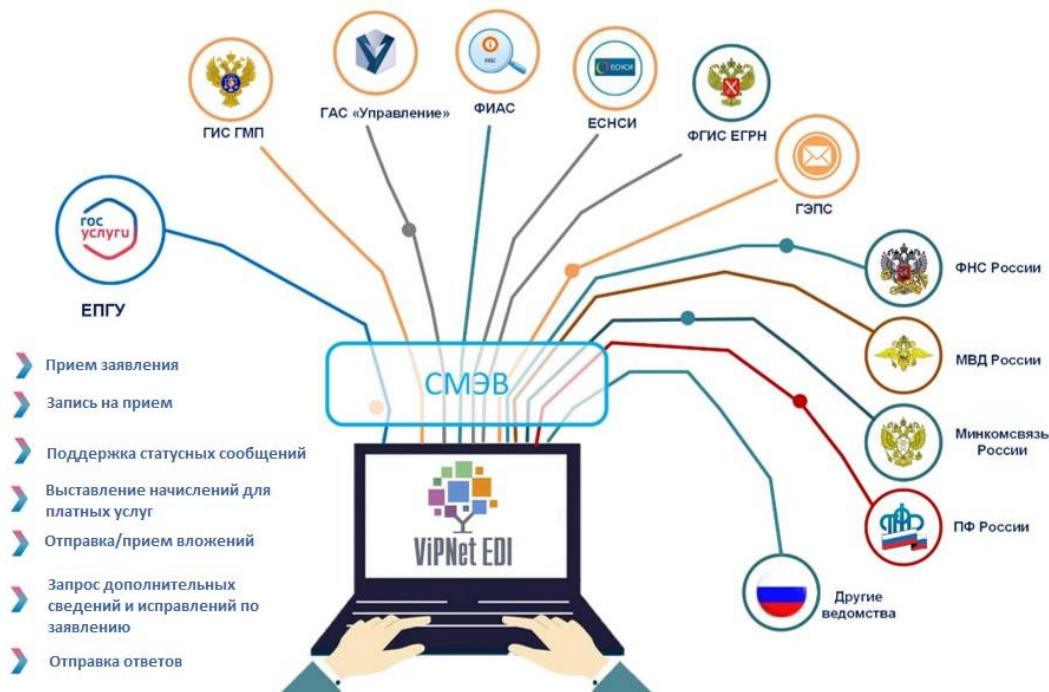 ГИС ГМП
ГАС «Управление»
ФИАС
ЕСНСИ
ЕСНСИ
ФГИС ЕГРН
ГЭПС
гос
услуги
ЕПГУ
ФНС России
МВД России
Минкомсвязь
России
ПФ России
Другие
ведомства
СМЭВ
ViPNet EDI
Прием заявления
Запись на прием
Поддержка статусных сообщений
Выставление начислений для
платных услуг
Отправка/прием вложений
Запрос дополнительных
сведений и исправлений по
заявлению
Отправка ответов